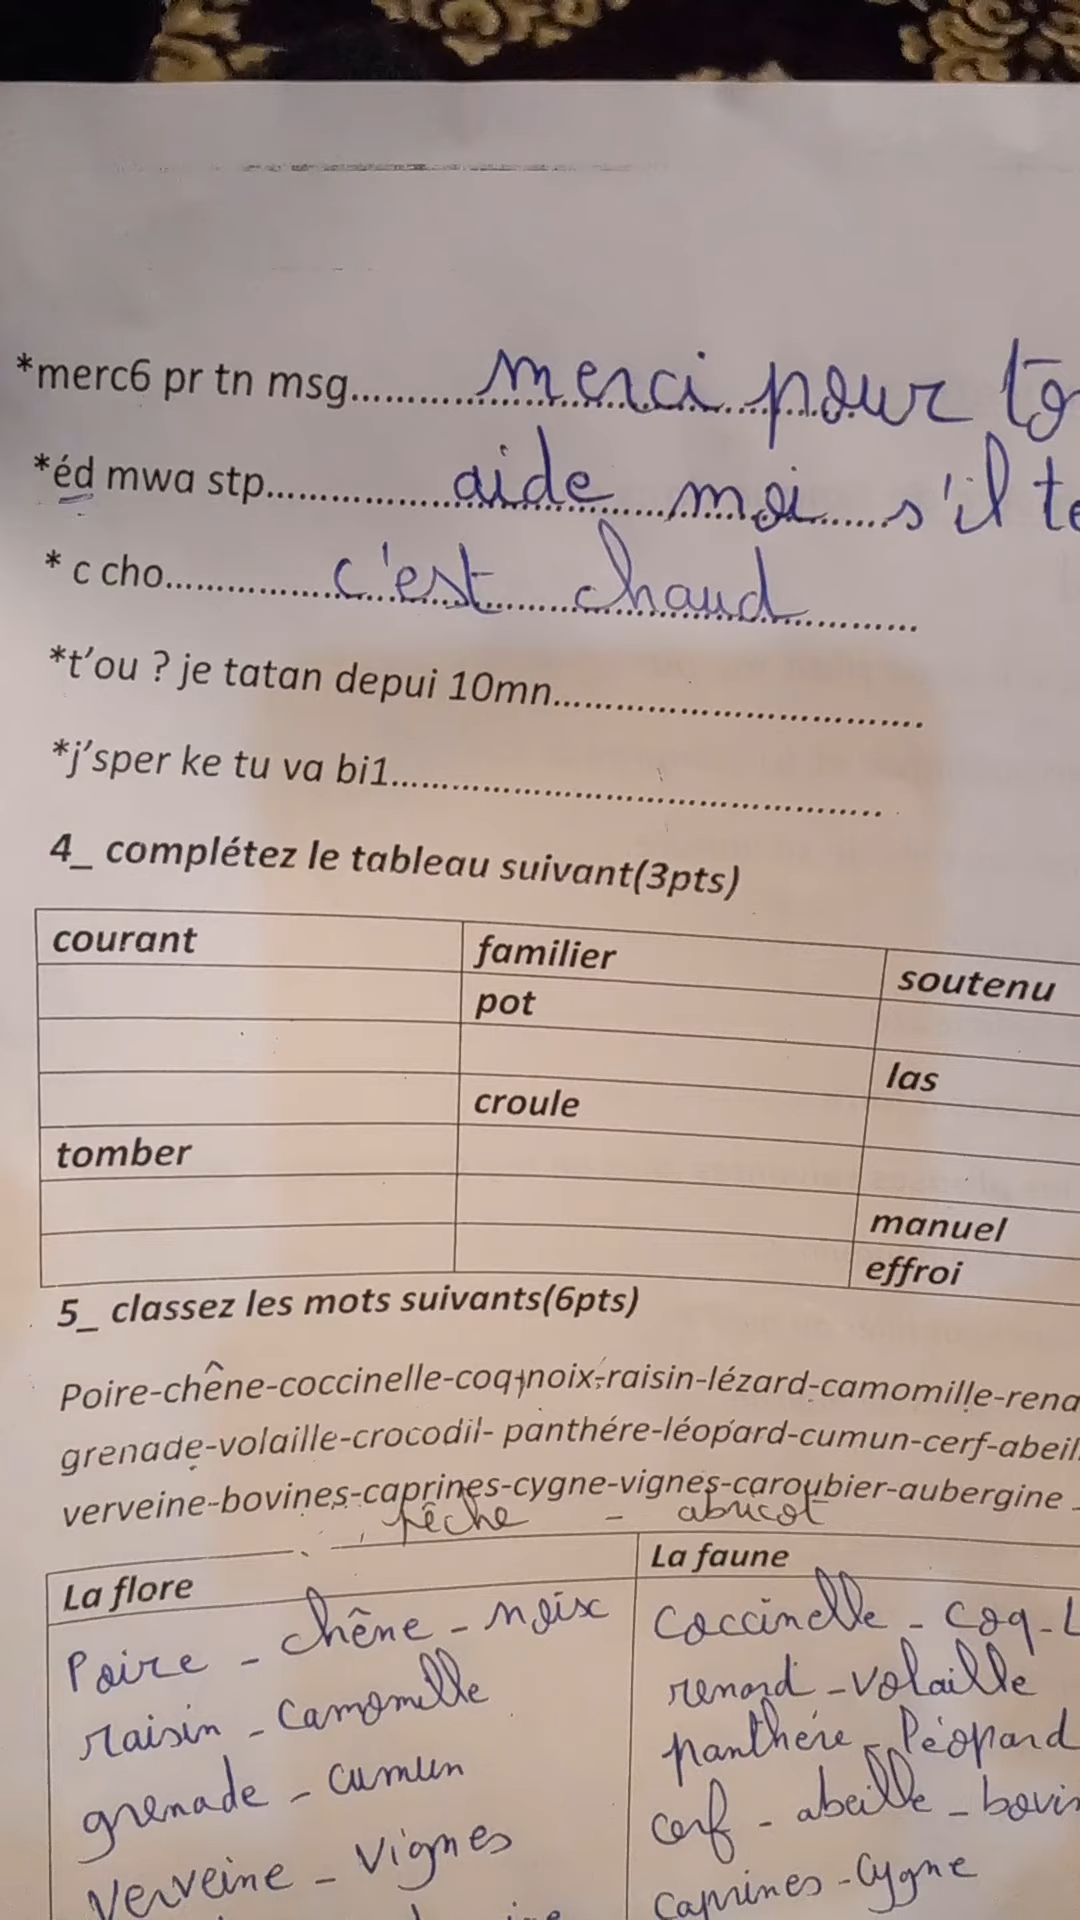 *merc6 pr tn msg.................... merci pour to
*éd mwa stp.................... aide moi s'il te
* c cho.................... c'est chaud
*t'ou ? je tatan depui 10mn....................
*j'sper ke tu va bi1....................
4_ complétez le tableau suivant(3pts)
courant familier soutenu
pot
las
croule
tomber
manuel
effroi
5_ classez les mots suivants(6pts)
Poire-chêne-coccinelle-coq-noix-raisin-lézard-camomille-rena
grenade-volaille-crocodil- panthére-léopard-cumun-cerf-abeil
verveine-bovines-caprines-cygne-vignes-caroubier-aubergine
pêche - abricot
La flore La faune
Poire - chêne - noix coccinelle - coq - L
raisin - camomille renard - volaille
grenade - cumun panthére - léopard
verveine - vignes cerf - abeille - bovin
caprines - cygne